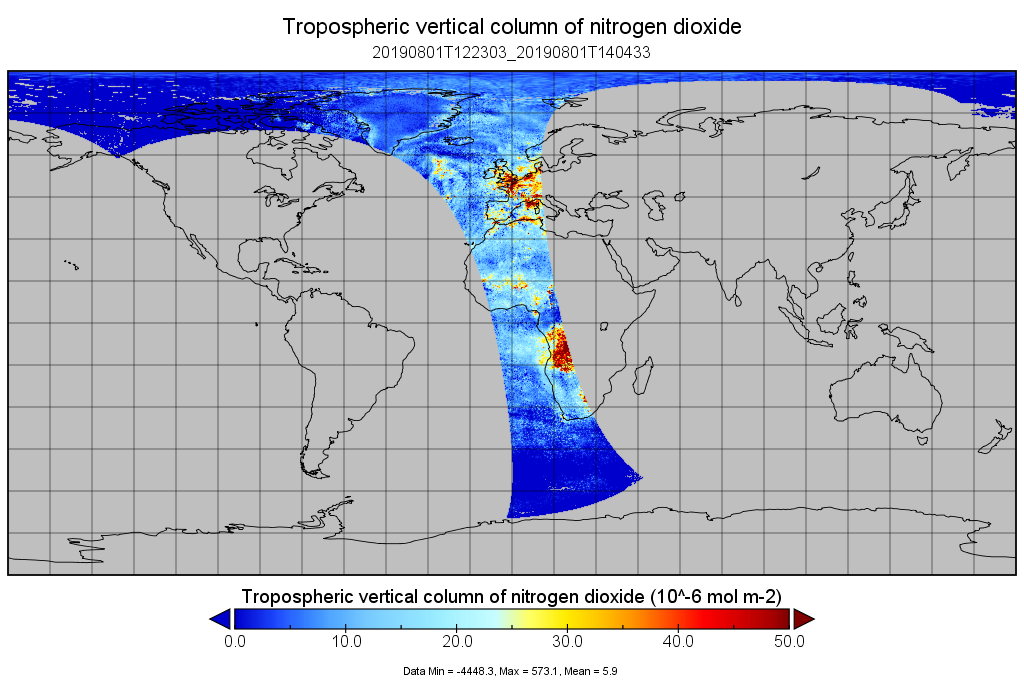 Tropospheric vertical column of nitrogen dioxide
20190801T122303_20190801T140433
Tropospheric vertical column of nitrogen dioxide (10^-6 mol m-2)
0.0 10.0 20.0 30.0 40.0 50.0
Data Min = -4448.3, Max = 573.1, Mean = 5.9